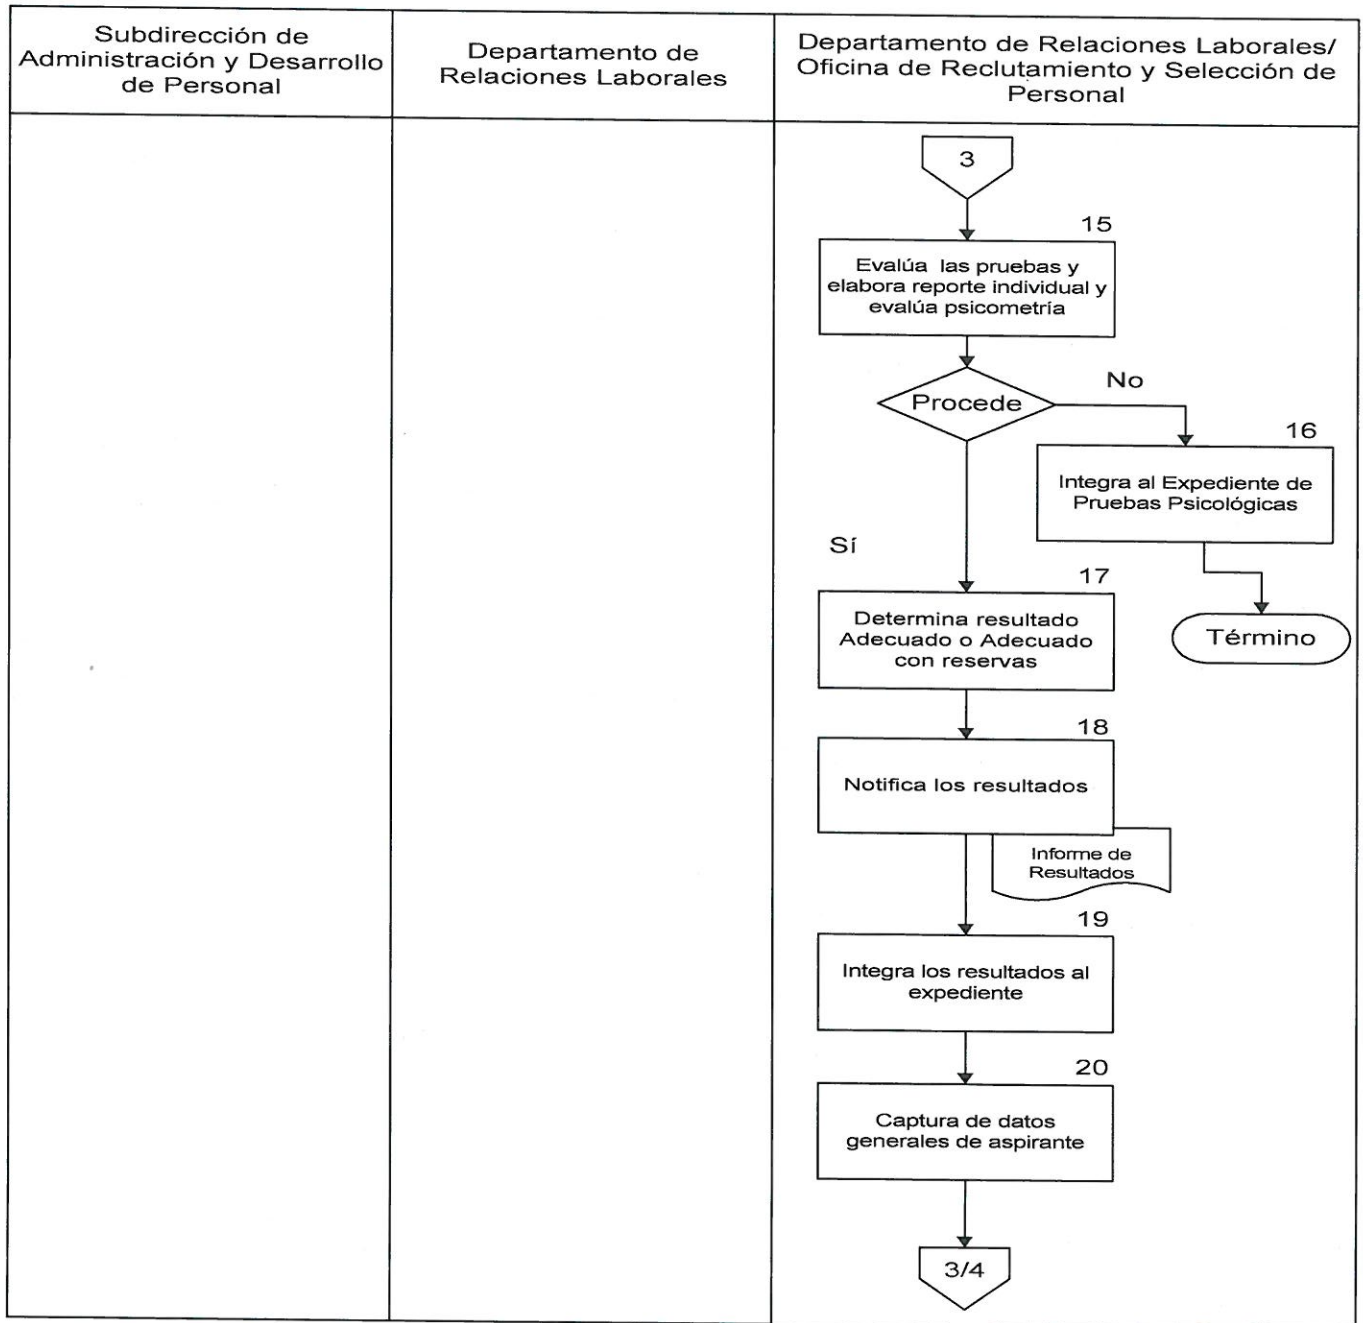 Subdirección de
Administración y Desarrollo
de Personal
Departamento de
Relaciones Laborales
Departamento de Relaciones Laborales/
Oficina de Reclutamiento y Selección de
Personal
3
15
Evalúa las pruebas y
elabora reporte individual y
evalúa psicometría
Procede
No
16
Integra al Expediente de
Pruebas Psicológicas
Término
Sí
17
Determina resultado
Adecuado o Adecuado
con reservas
18
Notifica los resultados
Informe de
Resultados
19
Integra los resultados al
expediente
20
Captura de datos
generales de aspirante
3/4